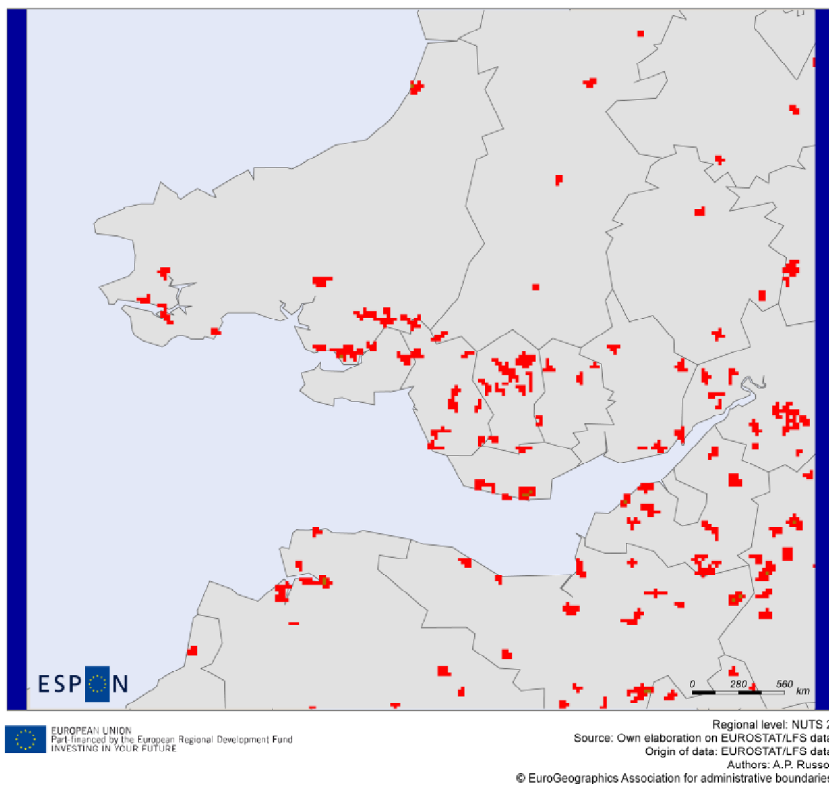 ESPON
0 280 560
km
EUROPEAN UNION
Part-financed by the European Regional Development Fund
INVESTING IN YOUR FUTURE
Regional level: NUTS 2
Source: Own elaboration on EUROSTAT/LFS data
Origin of data: EUROSTAT/LFS data
Authors: A.P. Russo
© EuroGeographics Association for administrative boundaries